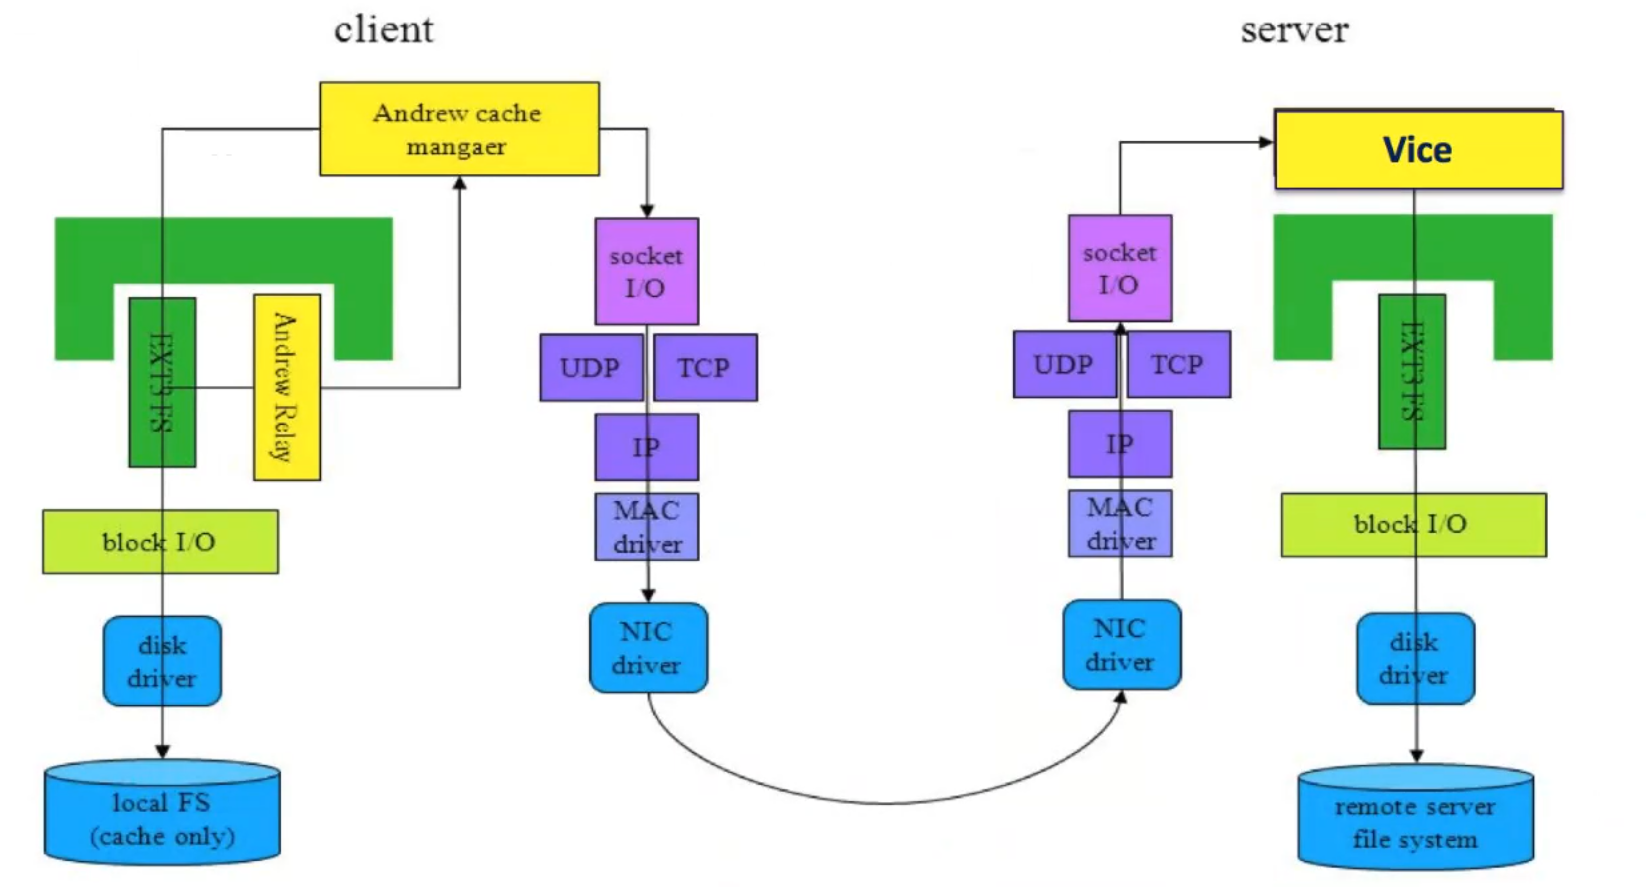 client
server
Andrew cache
mangaer
Vice
socket
I/O
socket
I/O
EXT3 FS
Andrew Relay
UDP
TCP
UDP
TCP
EXT3 FS
IP
IP
MAC
driver
MAC
driver
block I/O
block I/O
disk
driver
NIC
driver
NIC
driver
disk
driver
local FS
(cache only)
remote server
file system